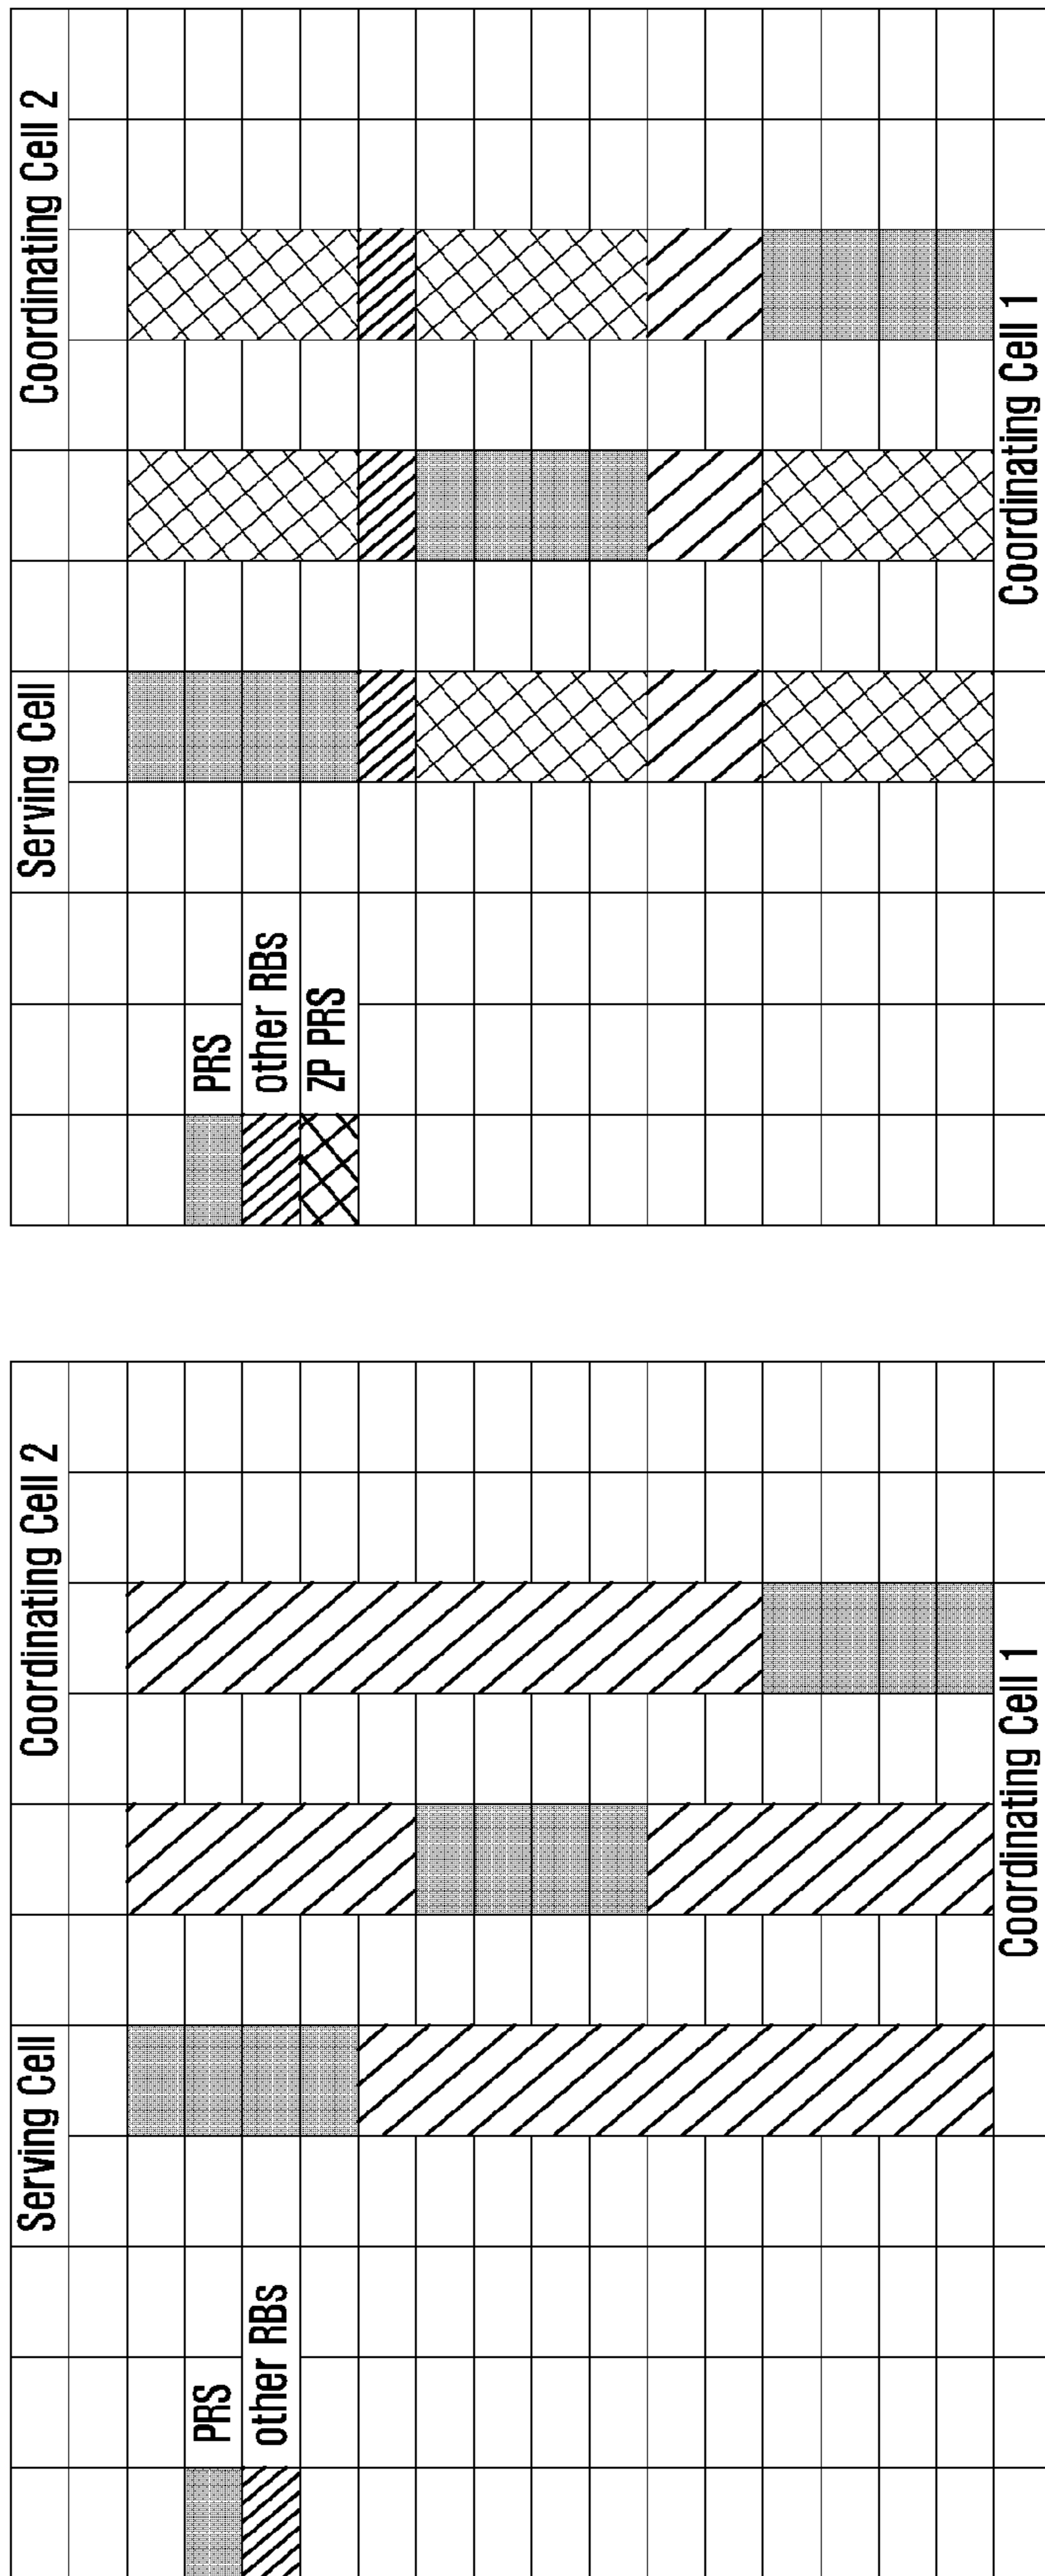 Serving Cell
Coordinating Cell 2
PRS
other RBs
Coordinating Cell 1
Serving Cell
Coordinating Cell 2
PRS
other RBs
ZP PRS
Coordinating Cell 1